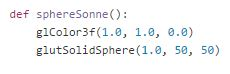 def sphereSonne():
    glColor3f(1.0, 1.0, 0.0)
    glutSolidSphere(1.0, 50, 50)